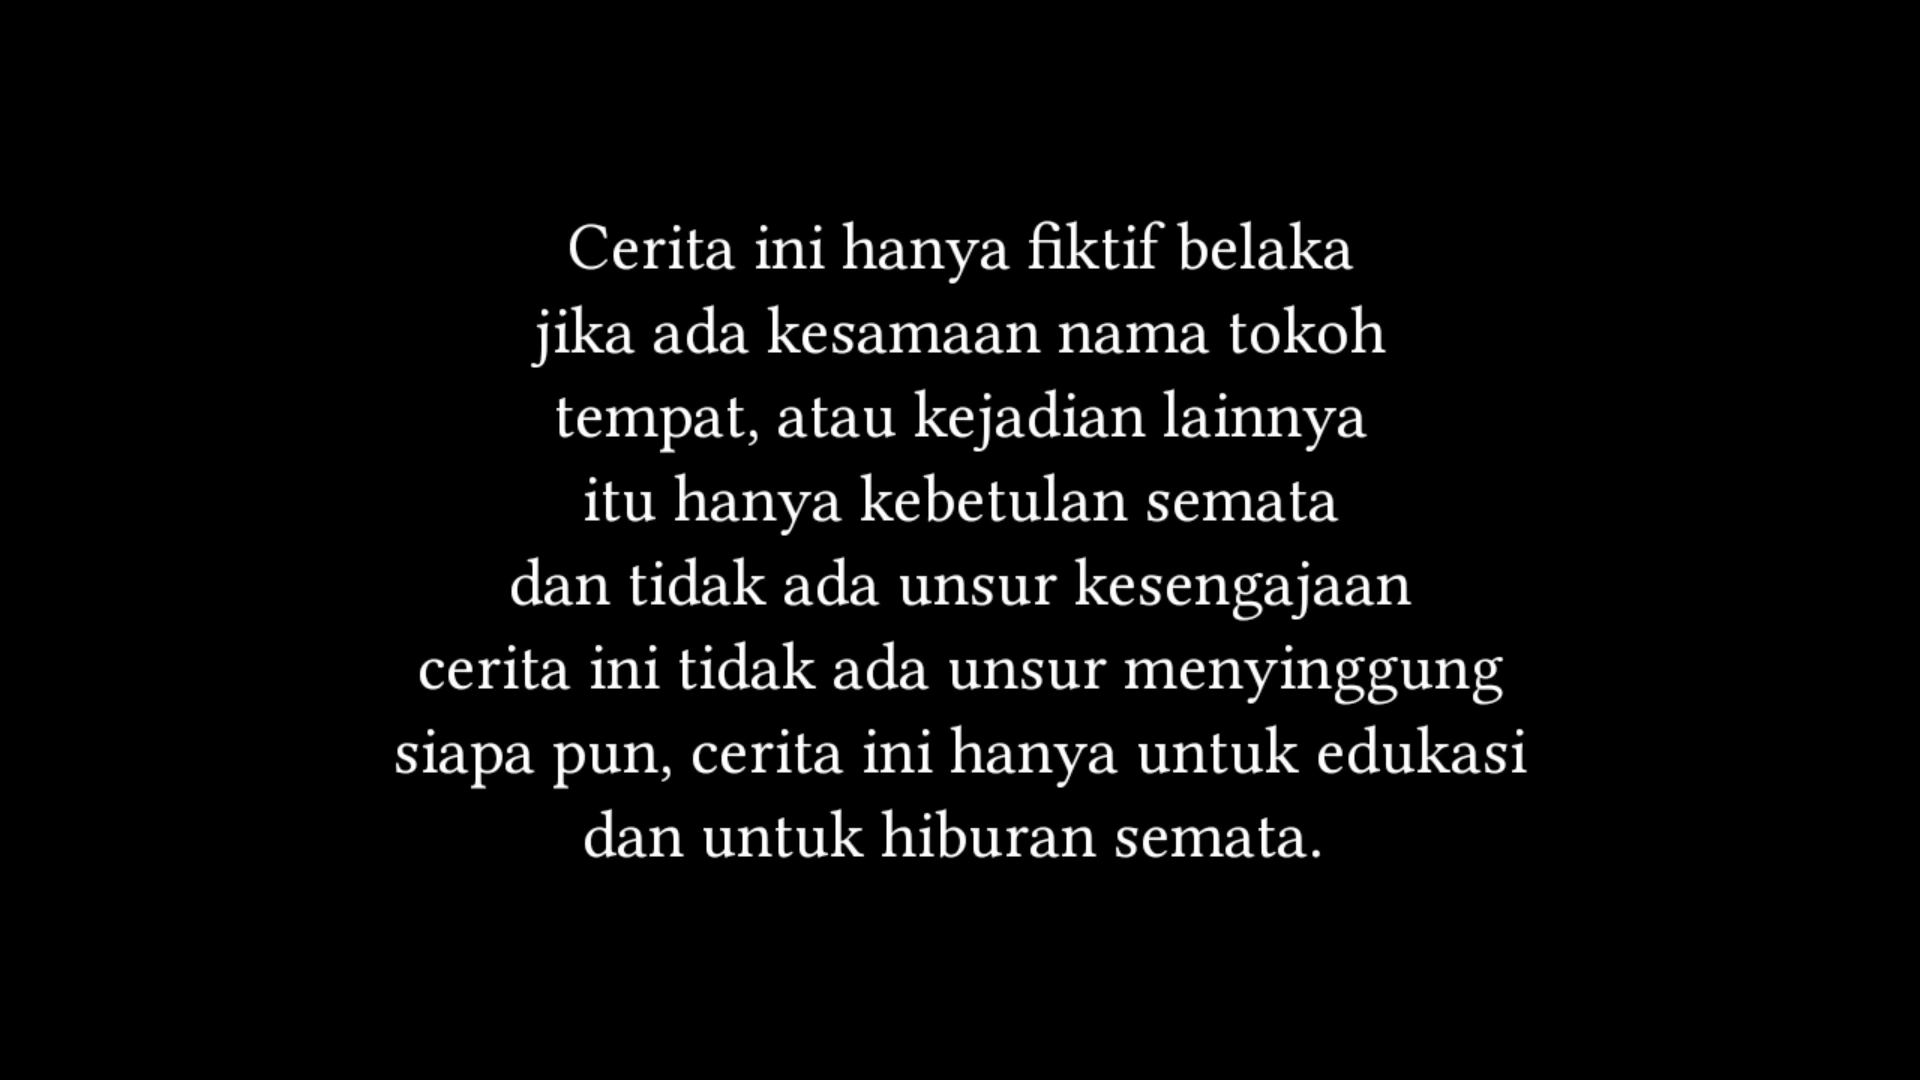 Cerita ini hanya fiktif belaka
jika ada kesamaan nama tokoh
tempat, atau kejadian lainnya
itu hanya kebetulan semata
dan tidak ada unsur kesengajaan
cerita ini tidak ada unsur menyinggung
siapa pun, cerita ini hanya untuk edukasi
dan untuk hiburan semata.